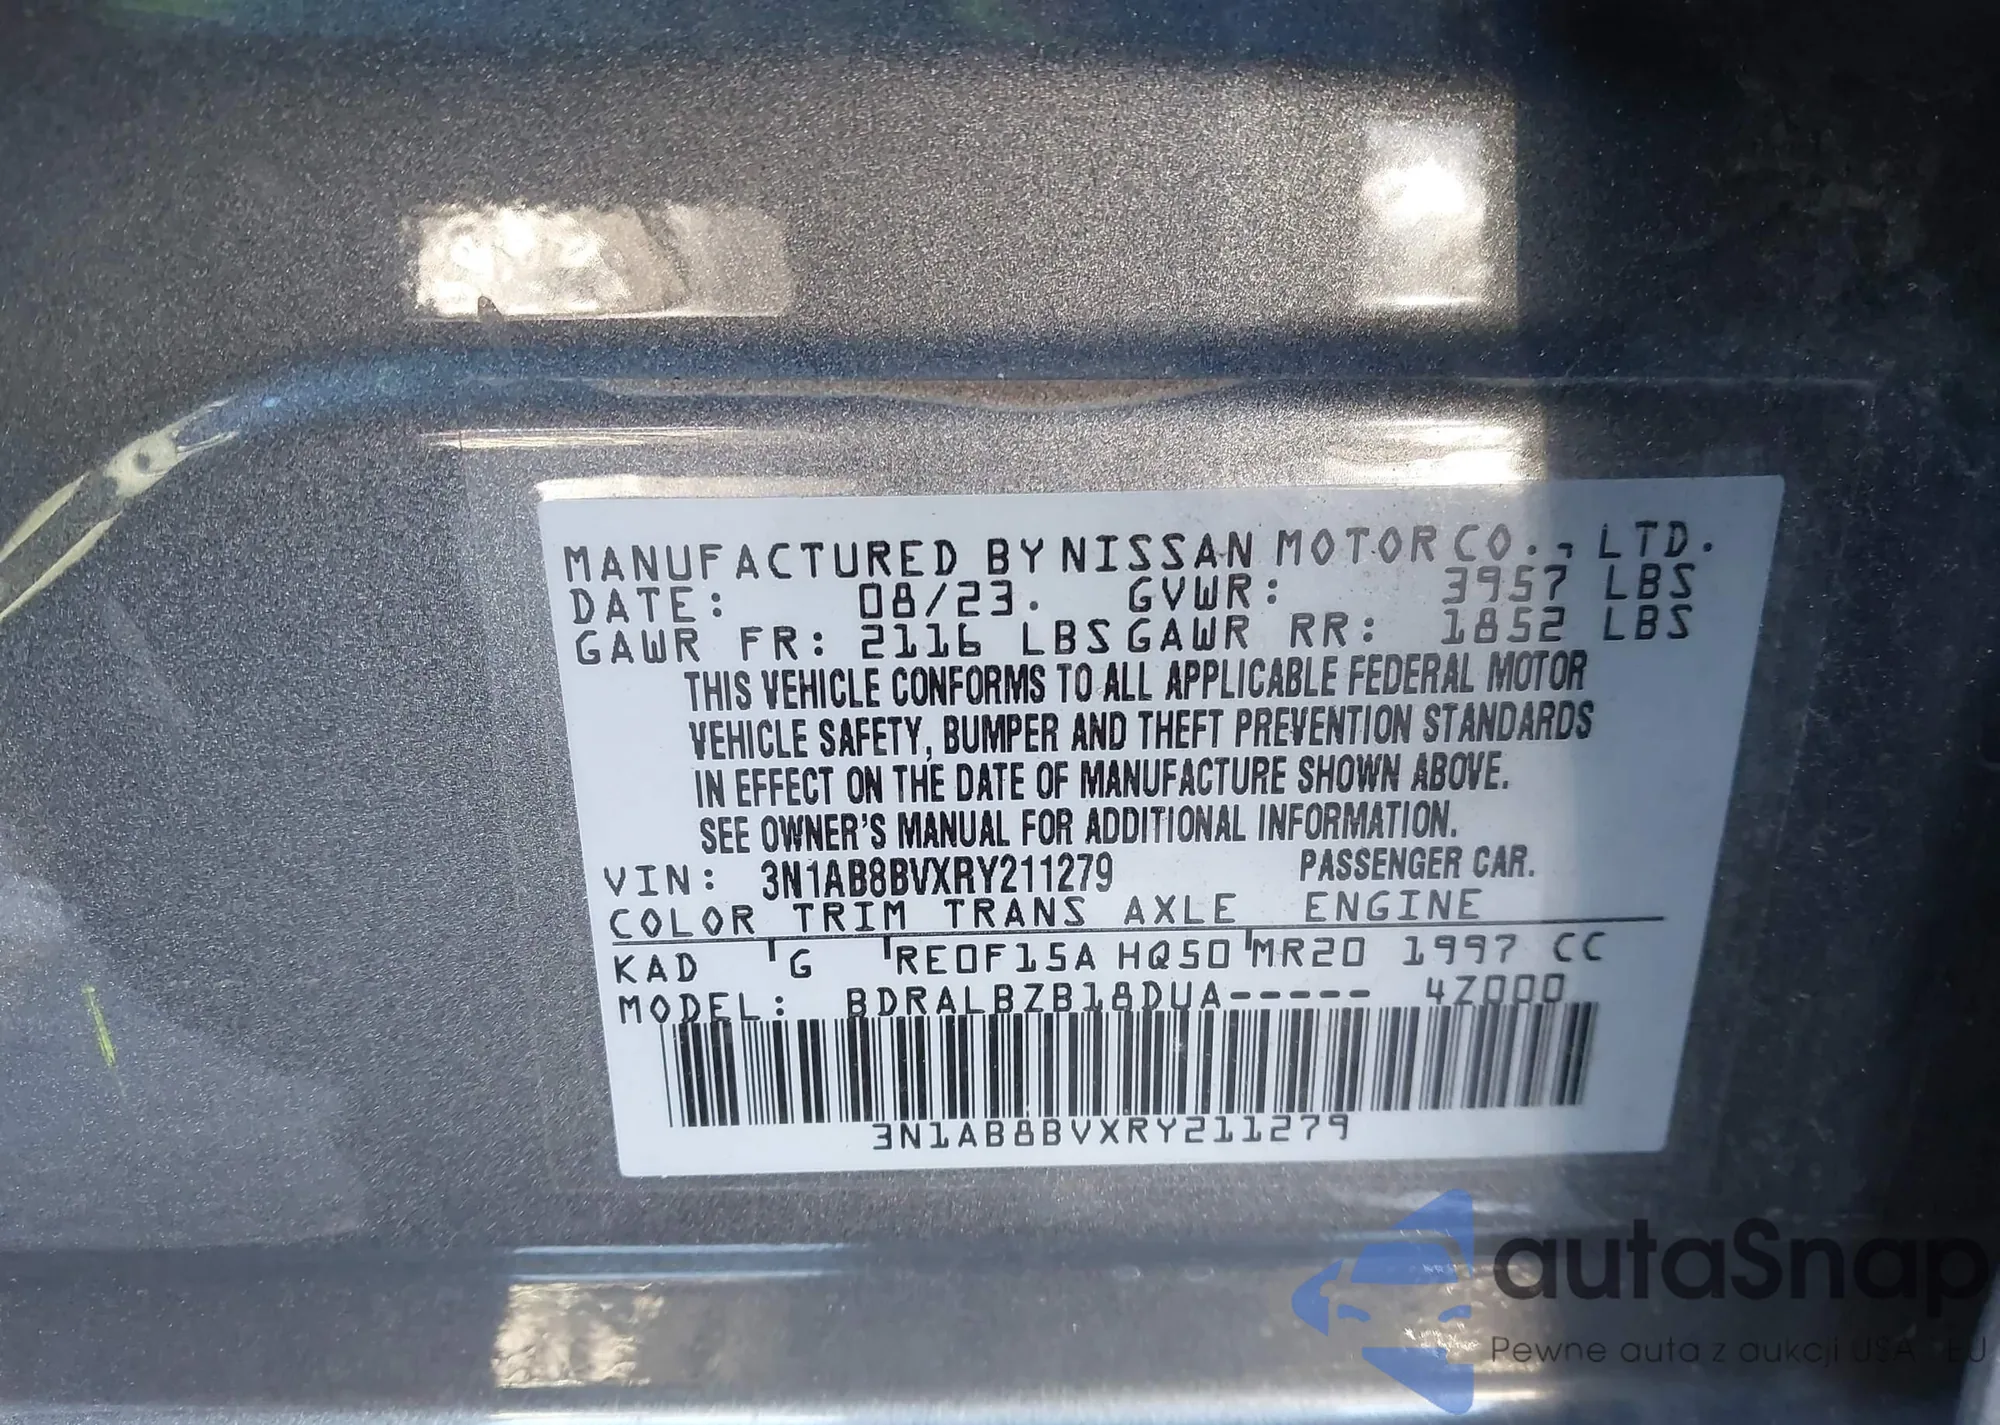 MANUFACTURED BY NISSAN MOTOR CO., LTD.
DATE: 08/23. GVWR: 3957 LBS
GAWR FR: 2116 LBS GAWR RR: 1852 LBS
THIS VEHICLE CONFORMS TO ALL APPLICABLE FEDERAL MOTOR
VEHICLE SAFETY, BUMPER AND THEFT PREVENTION STANDARDS
IN EFFECT ON THE DATE OF MANUFACTURE SHOWN ABOVE.
SEE OWNER'S MANUAL FOR ADDITIONAL INFORMATION.
VIN: 3N1AB8BVXRY211279 PASSENGER CAR.
COLOR TRIM TRANS AXLE ENGINE
KAD G RE0F15A HQ50 MR20 1997 CC
MODEL: BDRALBZB18DUA----- 4Z000
3N1AB8BVXRY211279
autaSnap
Pewne auta z aukcji USA i EU